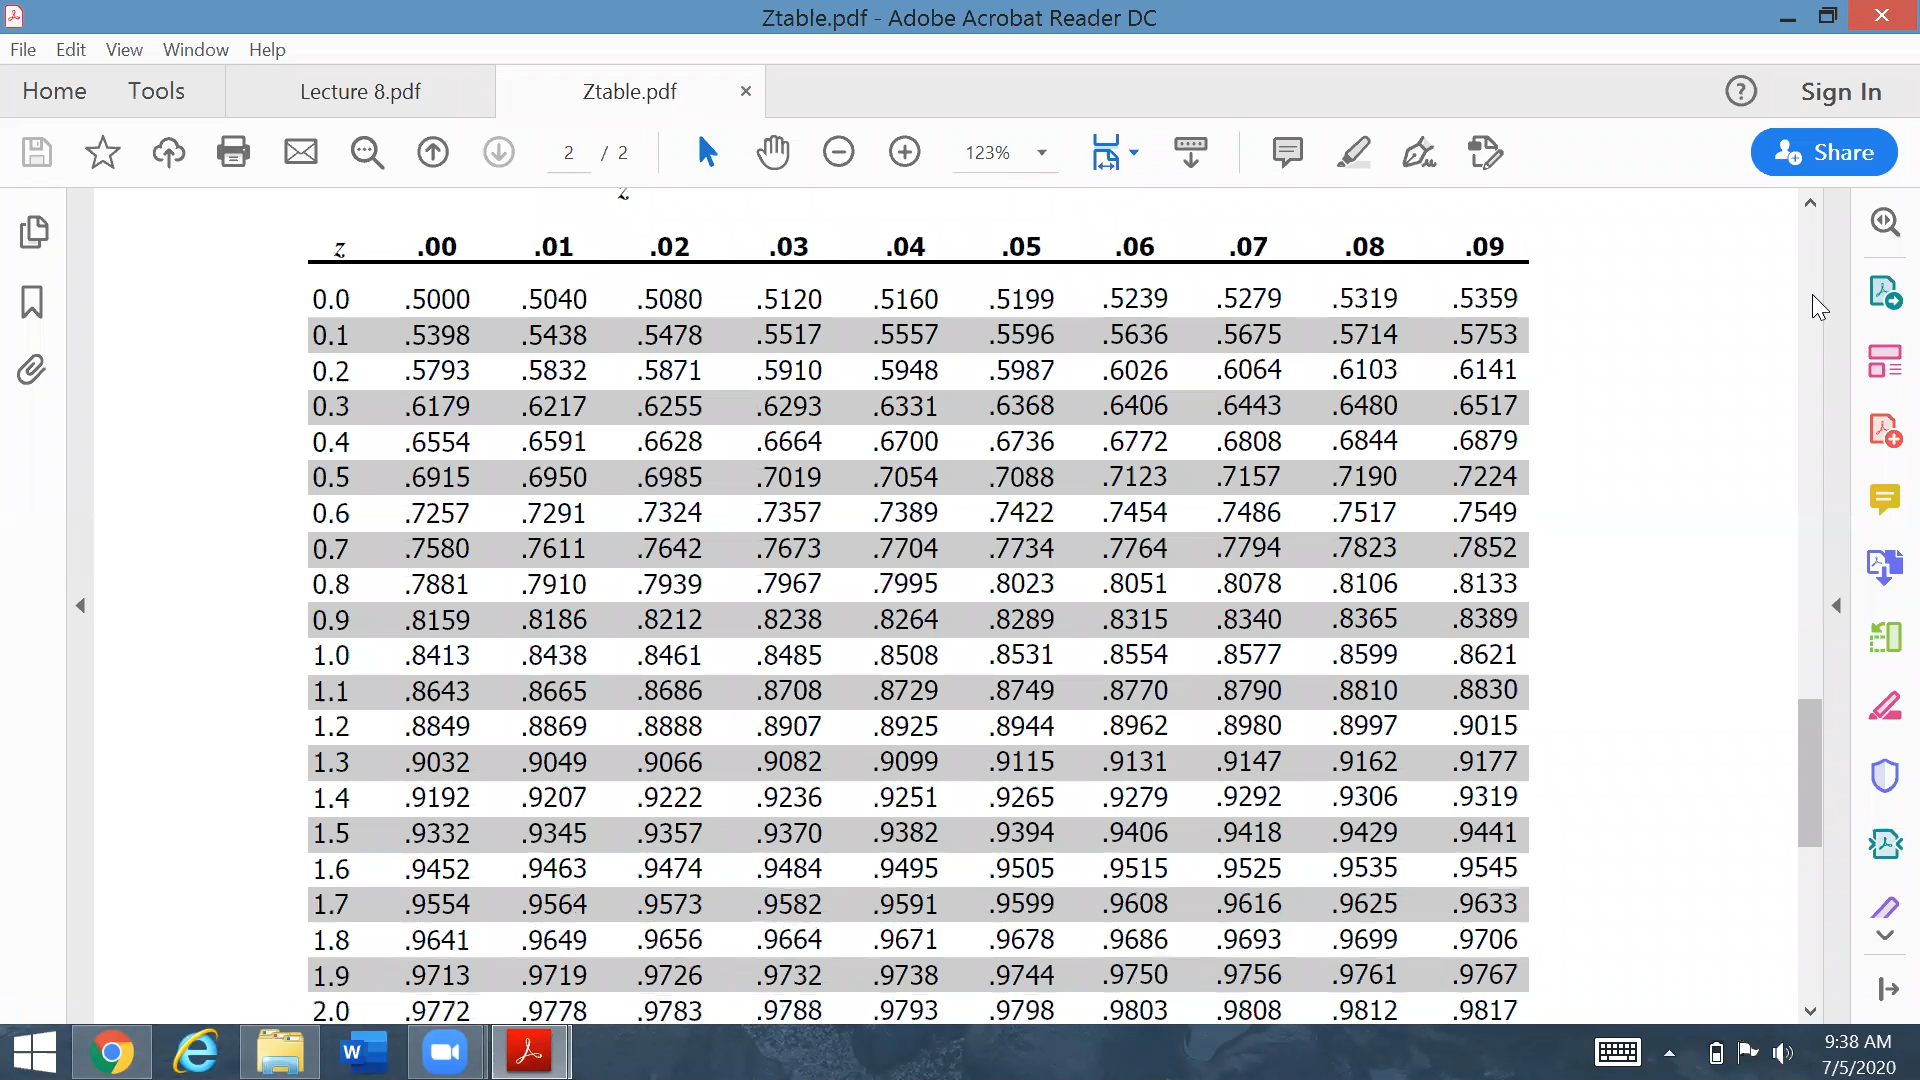 Ztable.pdf - Adobe Acrobat Reader DC
File Edit View Window Help
Home Tools Lecture 8.pdf Ztable.pdf × Sign In
2 / 2 123% Share
z
z .00 .01 .02 .03 .04 .05 .06 .07 .08 .09
0.0 .5000 .5040 .5080 .5120 .5160 .5199 .5239 .5279 .5319 .5359
0.1 .5398 .5438 .5478 .5517 .5557 .5596 .5636 .5675 .5714 .5753
0.2 .5793 .5832 .5871 .5910 .5948 .5987 .6026 .6064 .6103 .6141
0.3 .6179 .6217 .6255 .6293 .6331 .6368 .6406 .6443 .6480 .6517
0.4 .6554 .6591 .6628 .6664 .6700 .6736 .6772 .6808 .6844 .6879
0.5 .6915 .6950 .6985 .7019 .7054 .7088 .7123 .7157 .7190 .7224
0.6 .7257 .7291 .7324 .7357 .7389 .7422 .7454 .7486 .7517 .7549
0.7 .7580 .7611 .7642 .7673 .7704 .7734 .7764 .7794 .7823 .7852
0.8 .7881 .7910 .7939 .7967 .7995 .8023 .8051 .8078 .8106 .8133
0.9 .8159 .8186 .8212 .8238 .8264 .8289 .8315 .8340 .8365 .8389
1.0 .8413 .8438 .8461 .8485 .8508 .8531 .8554 .8577 .8599 .8621
1.1 .8643 .8665 .8686 .8708 .8729 .8749 .8770 .8790 .8810 .8830
1.2 .8849 .8869 .8888 .8907 .8925 .8944 .8962 .8980 .8997 .9015
1.3 .9032 .9049 .9066 .9082 .9099 .9115 .9131 .9147 .9162 .9177
1.4 .9192 .9207 .9222 .9236 .9251 .9265 .9279 .9292 .9306 .9319
1.5 .9332 .9345 .9357 .9370 .9382 .9394 .9406 .9418 .9429 .9441
1.6 .9452 .9463 .9474 .9484 .9495 .9505 .9515 .9525 .9535 .9545
1.7 .9554 .9564 .9573 .9582 .9591 .9599 .9608 .9616 .9625 .9633
1.8 .9641 .9649 .9656 .9664 .9671 .9678 .9686 .9693 .9699 .9706
1.9 .9713 .9719 .9726 .9732 .9738 .9744 .9750 .9756 .9761 .9767
2.0 .9772 .9778 .9783 .9788 .9793 .9798 .9803 .9808 .9812 .9817
9:38 AM
7/5/2020